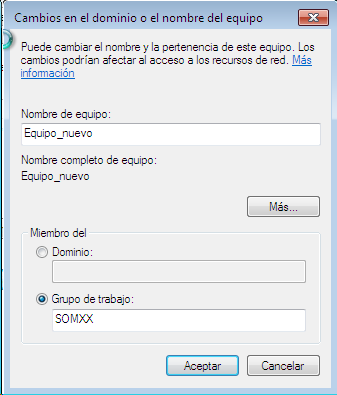 Cambios en el dominio o el nombre del equipo
Puede cambiar el nombre y la pertenencia de este equipo. Los
cambios podrían afectar al acceso a los recursos de red. Más
información
Nombre de equipo:
Equipo_nuevo
Nombre completo de equipo:
Equipo_nuevo
Más...
Miembro del
Dominio:
Grupo de trabajo:
SOMXX
Aceptar
Cancelar